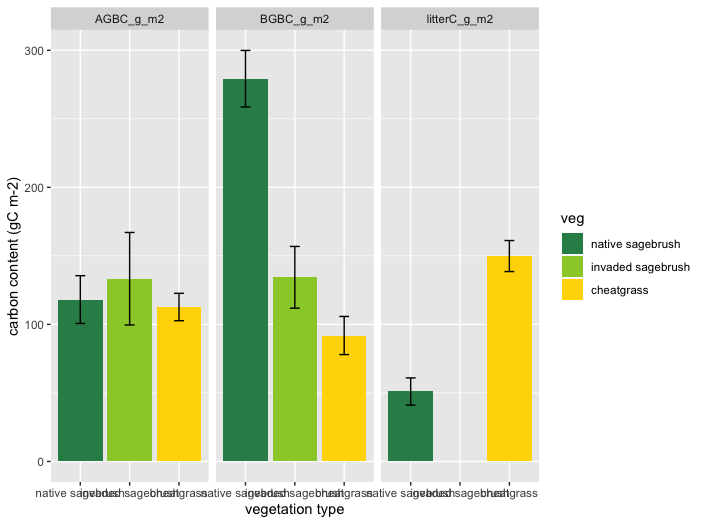 AGBC_g_m2 BGBC_g_m2 litterC_g_m2
300
200
100
0
carbon content (gC m-2)
native sagebrush invaded sagebrush cheatgrass native sagebrush invaded sagebrush cheatgrass native sagebrush invaded sagebrush cheatgrass
vegetation type
veg
native sagebrush
invaded sagebrush
cheatgrass